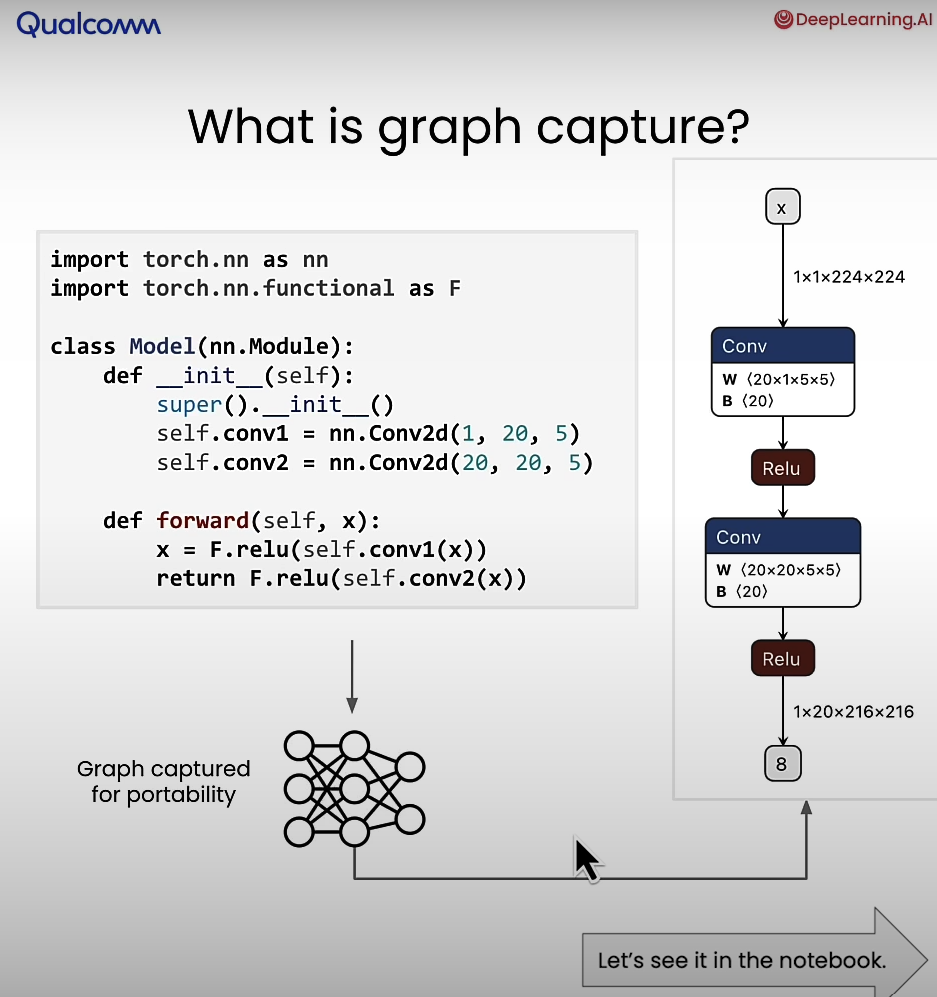 Qualcomm
DeepLearning.AI
What is graph capture?
import torch.nn as nn
import torch.nn.functional as F
class Model(nn.Module):
    def __init__(self):
        super().__init__()
        self.conv1 = nn.Conv2d(1, 20, 5)
        self.conv2 = nn.Conv2d(20, 20, 5)
    def forward(self, x):
        x = F.relu(self.conv1(x))
        return F.relu(self.conv2(x))
Graph captured
for portability
x
1×1×224×224
Conv
W ⟨20×1×5×5⟩
B ⟨20⟩
Relu
Conv
W ⟨20×20×5×5⟩
B ⟨20⟩
Relu
1×20×216×216
8
Let's see it in the notebook.